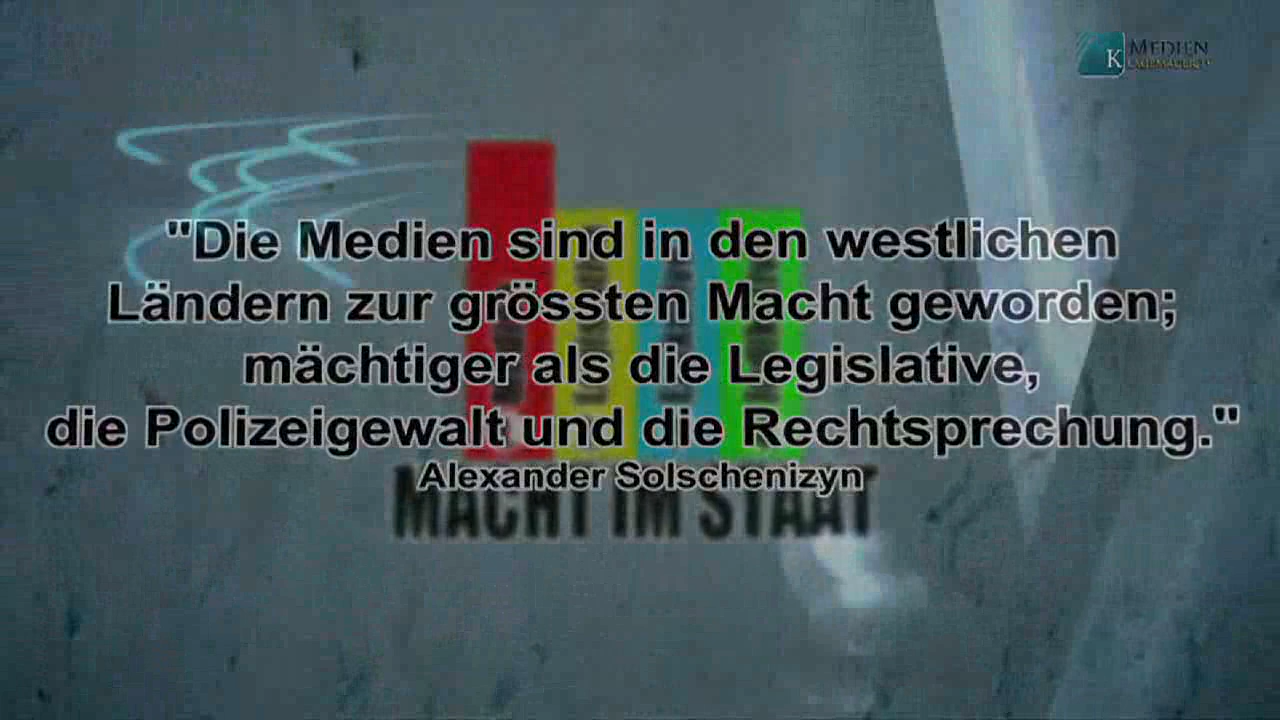 MEDIEN
"Die Medien sind in den westlichen
Ländern zur grössten Macht geworden;
mächtiger als die Legislative,
die Polizeigewalt und die Rechtsprechung."
Alexander Solschenizyn
MACHT IM STAAT